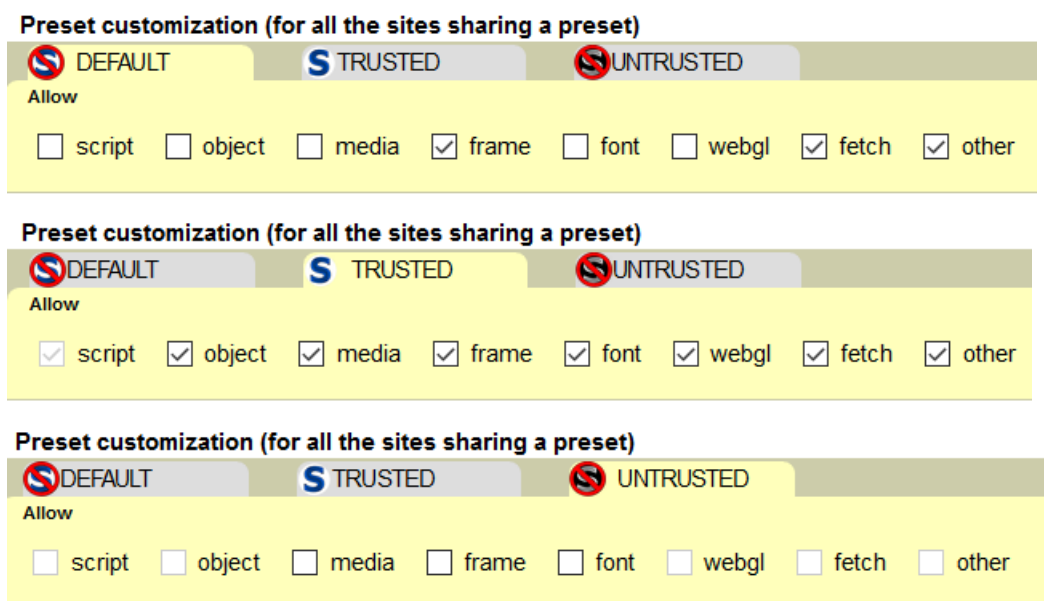 Preset customization (for all the sites sharing a preset)
DEFAULT TRUSTED UNTRUSTED
Allow
script object media frame font webgl fetch other
Preset customization (for all the sites sharing a preset)
DEFAULT TRUSTED UNTRUSTED
Allow
script object media frame font webgl fetch other
Preset customization (for all the sites sharing a preset)
DEFAULT TRUSTED UNTRUSTED
Allow
script object media frame font webgl fetch other